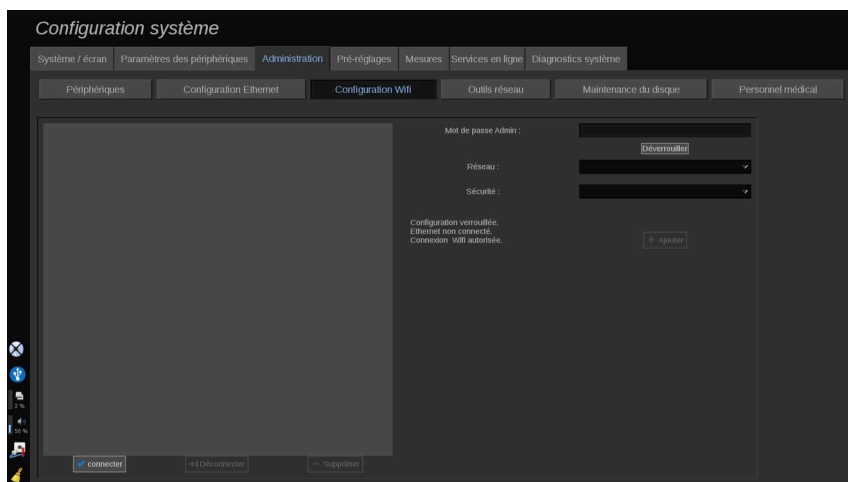 Configuration système
Système / écran Paramètres des périphériques Administration Pré-réglages Mesures Services en ligne Diagnostics système
Périphériques Configuration Ethernet Configuration Wifi Outils réseau Maintenance du disque Personnel médical
Mot de passe Admin :
Déverrouiller
Réseau :
Sécurité :
Configuration verrouillée.
Ethernet non connecté.
Connexion Wifi autorisée.
+ Ajouter
2 %
50 %
connecter Déconnecter — Supprimer